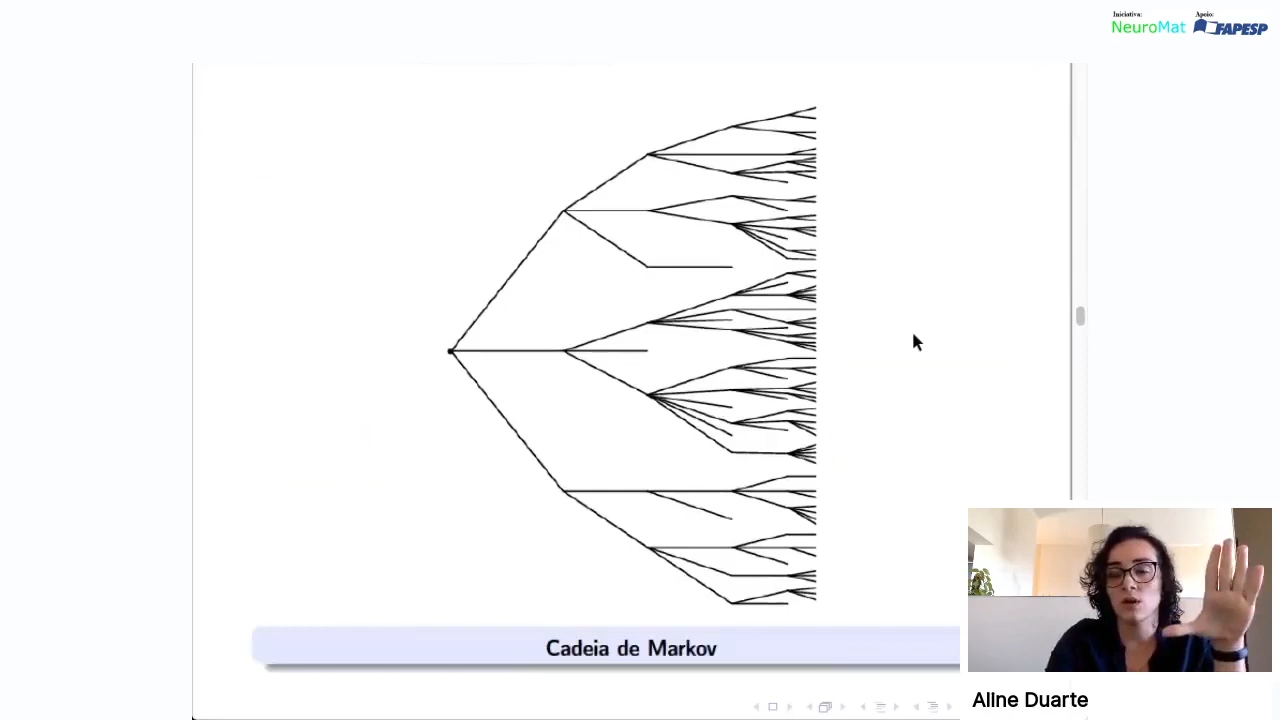 Iniciativa:
Apoio:
NeuroMat
FAPESP
Cadeia de Markov
Aline Duarte